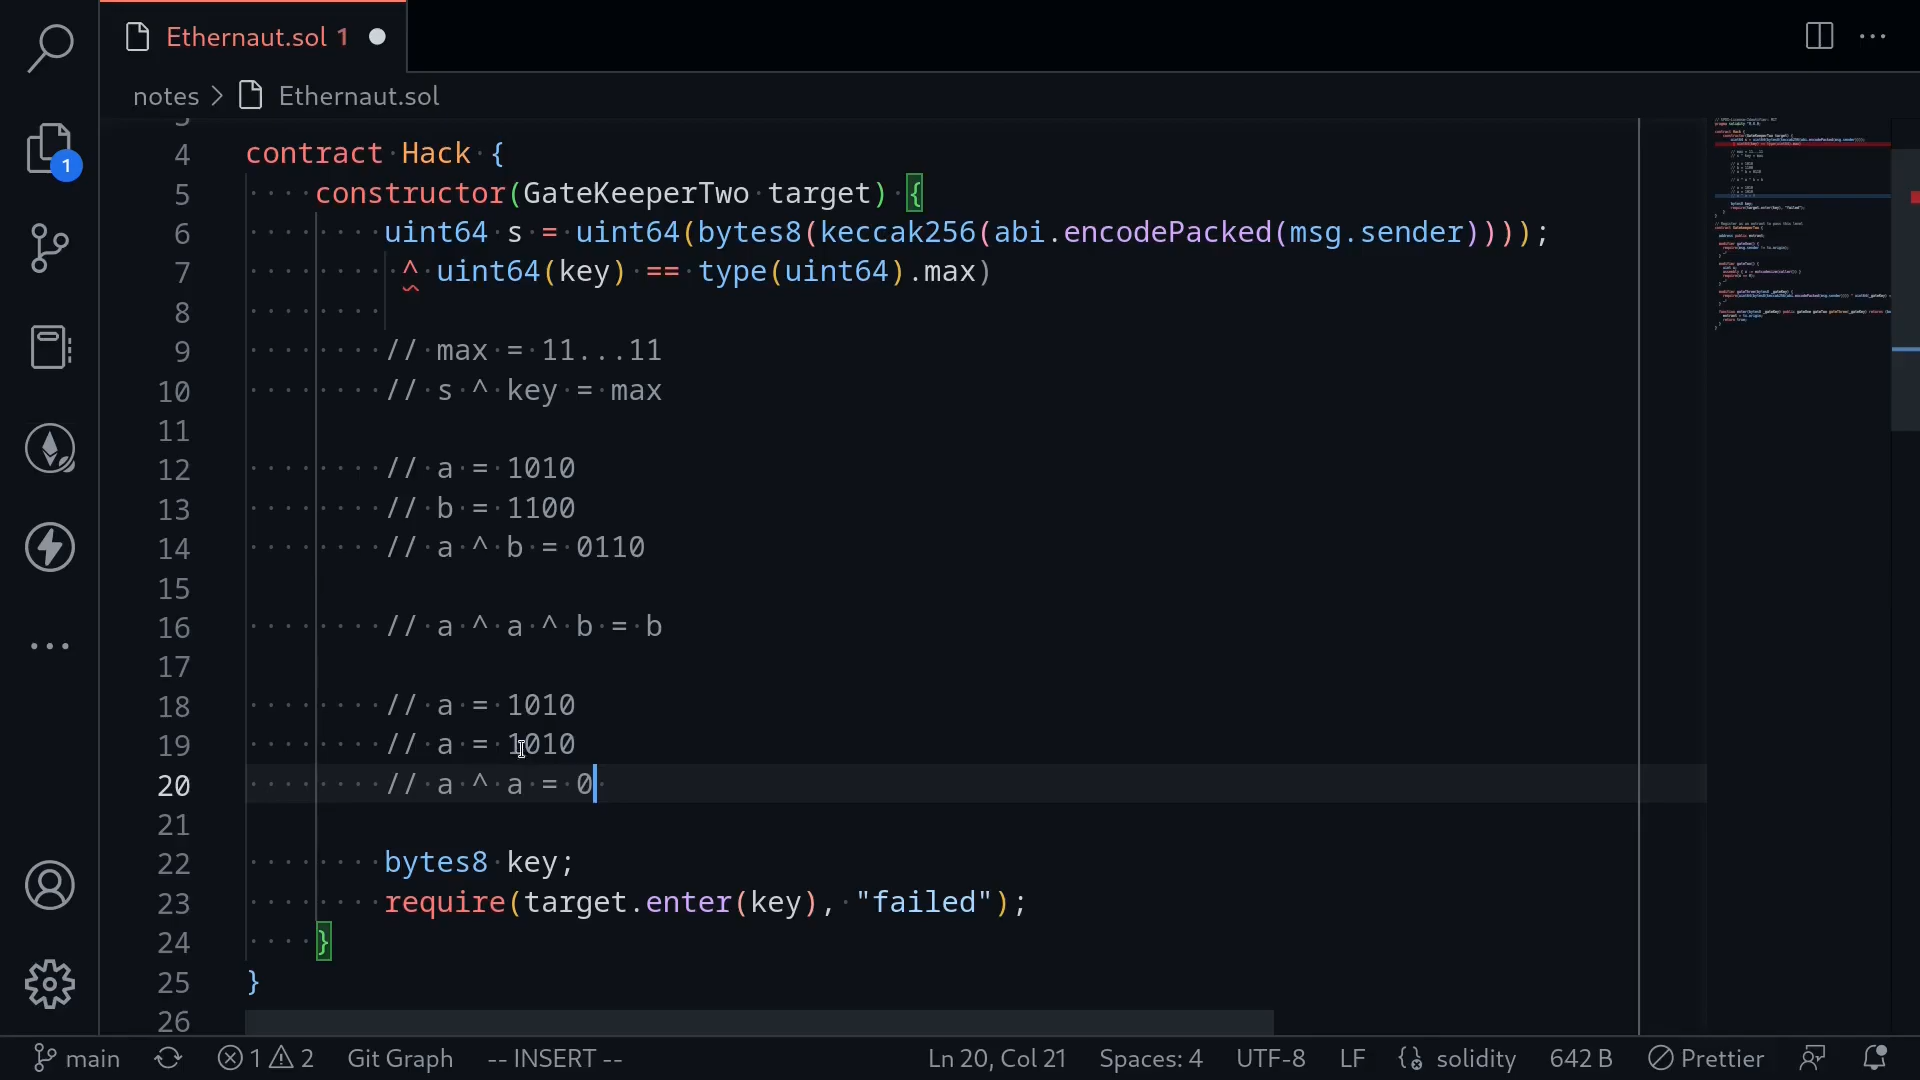 Ethernaut.sol 1
notes > Ethernaut.sol
1
4 contract Hack {
5 constructor(GateKeeperTwo target) {
6 uint64 s = uint64(bytes8(keccak256(abi.encodePacked(msg.sender))));
7 ^ uint64(key) == type(uint64).max)
8
9 // max = 11...11
10 // s ^ key = max
11
12 // a = 1010
13 // b = 1100
14 // a ^ b = 0110
15
16 // a ^ a ^ b = b
17
18 // a = 1010
19 // a = 1010
20 // a ^ a = 0
21
22 bytes8 key;
23 require(target.enter(key), "failed");
24 }
25 }
26
main 1 2 Git Graph -- INSERT -- Ln 20, Col 21 Spaces: 4 UTF-8 LF solidity 642 B Prettier